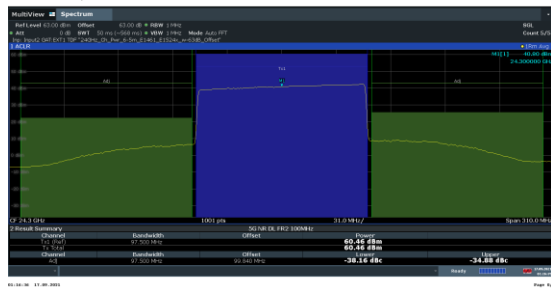 MultiView Spectrum
Ref Level 63.00 dBm Offset 63.00 dB RBW 1 MHz SGL
Att 0 dB SWT 50 ms VBW 1 MHz Mode Auto FFT Count 5/5
1 ACLR 1Rm Avg
M1[1]
24.300000 GHz
Tx1
Adj Adj
CF 24.3 GHz 1001 pts 31.0 MHz/ Span 310.0 MHz
2 Result Summary 5G NR DL FR2 100MHz
Channel Bandwidth Offset Power
Tx1 (Ref) 97.500 MHz 60.46 dBm
Tx Total 60.46 dBm
Channel Bandwidth Offset Lower Upper
Adj 97.500 MHz 99.940 MHz -38.16 dBc -34.88 dBc
Ready